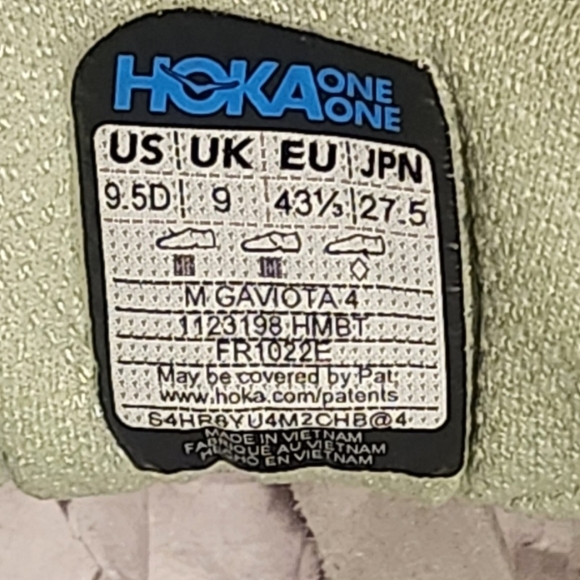 HOKA ONE ONE
US UK EU JPN
9.5D 9 43⅓ 27.5
M GAVIOTA 4
1123198 HMBT
FR1022E
May be covered by Pat.
www.hoka.com/patents
S4HR6YU4M2CHB@4
MADE IN VIETNAM
FABRIQUÉ AU VIETNAM
HECHO EN VIETNAM